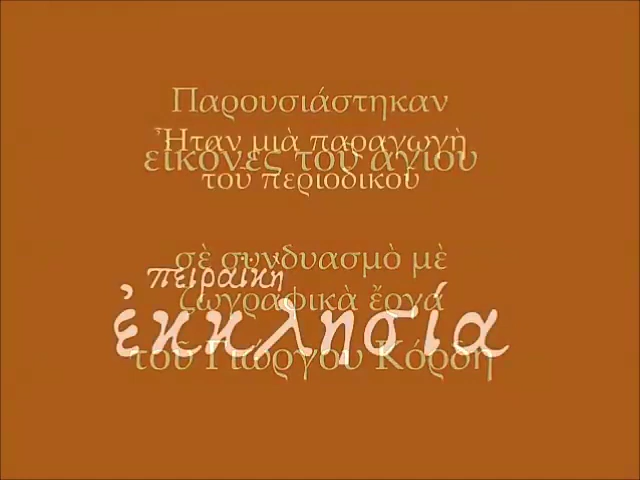 Παρουσιάστηκαν
Ἦταν μιὰ παραγωγὴ
εἰκόνες τοῦ ἁγίου
τοῦ περιοδικοῦ
σὲ συνδυασμὸ μὲ
πειραϊκὴ
ζωγραφικὰ ἔργα
ἐκκλησία
τοῦ Γιώργου Κόρδη